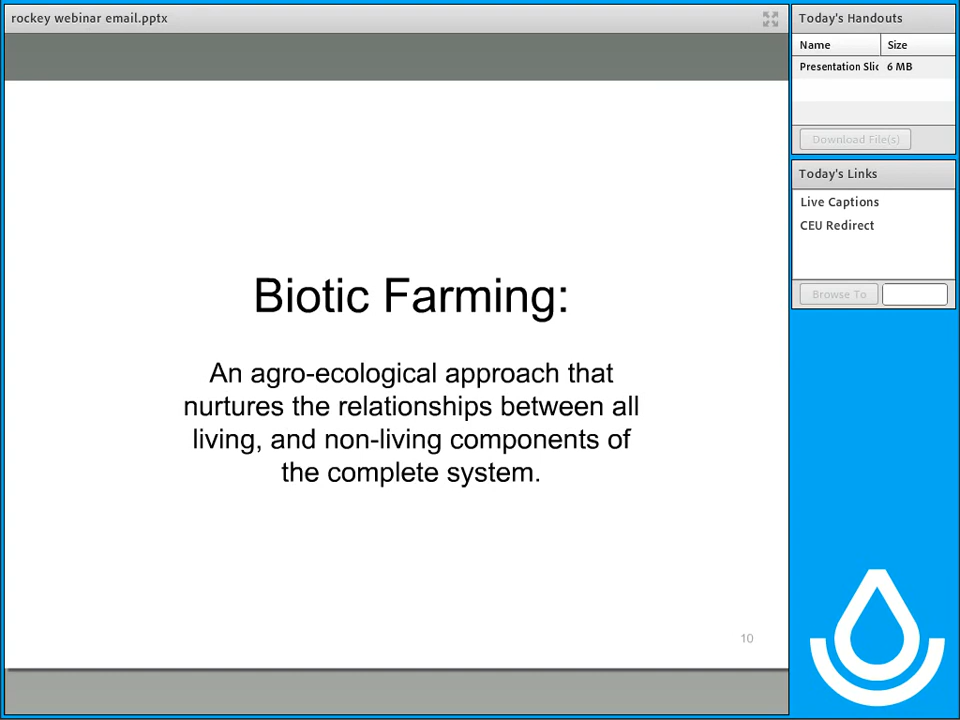 rockey webinar email.pptx
Biotic Farming:
An agro-ecological approach that
nurtures the relationships between all
living, and non-living components of
the complete system.
10
Today's Handouts
Name Size
Presentation Slic 6 MB
Download File(s)
Today's Links
Live Captions
CEU Redirect
Browse To